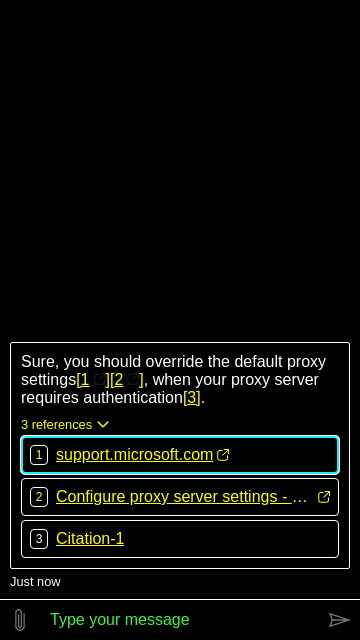 Sure, you should override the default proxy
settings[1][2], when your proxy server
requires authentication[3].
3 references
1 support.microsoft.com
2 Configure proxy server settings - …
3 Citation-1
Just now
Type your message